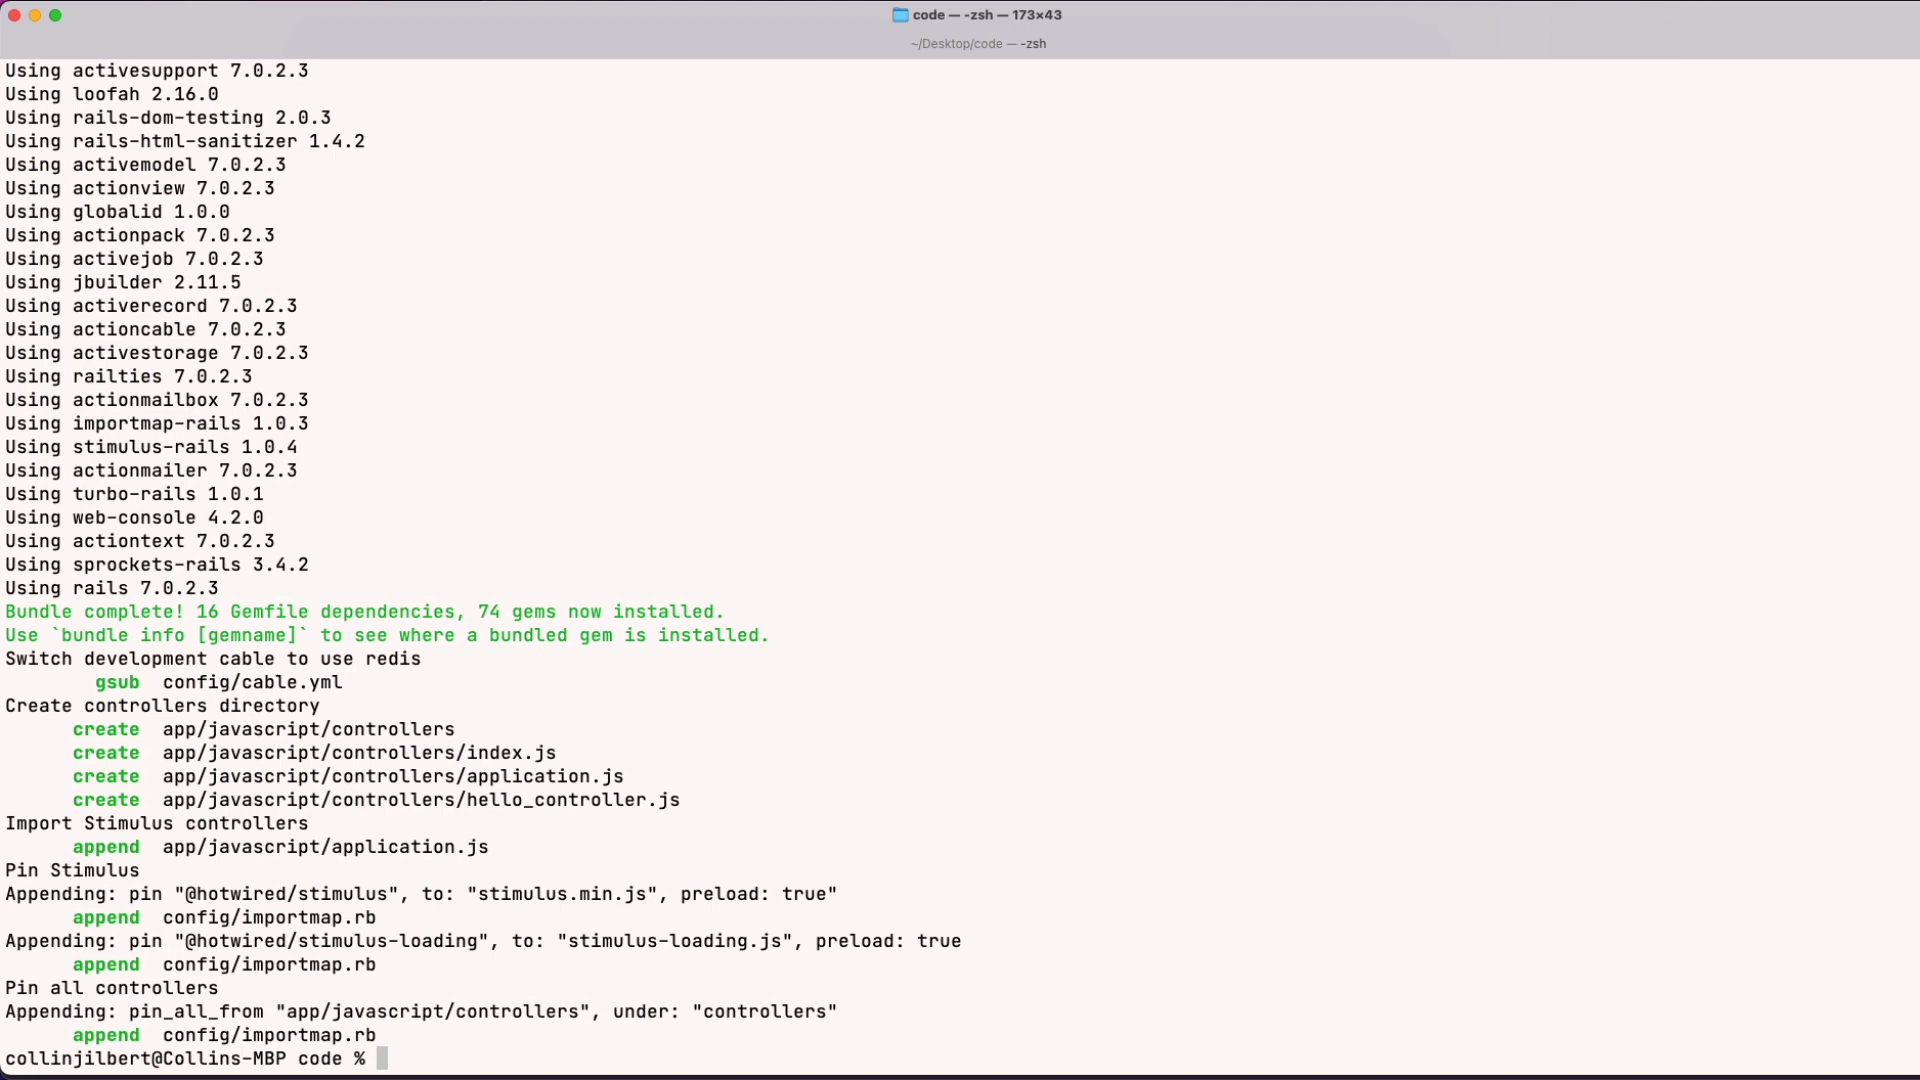 code — -zsh — 173×43
~/Desktop/code — -zsh
Using activesupport 7.0.2.3
Using loofah 2.16.0
Using rails-dom-testing 2.0.3
Using rails-html-sanitizer 1.4.2
Using activemodel 7.0.2.3
Using actionview 7.0.2.3
Using globalid 1.0.0
Using actionpack 7.0.2.3
Using activejob 7.0.2.3
Using jbuilder 2.11.5
Using activerecord 7.0.2.3
Using actioncable 7.0.2.3
Using activestorage 7.0.2.3
Using railties 7.0.2.3
Using actionmailbox 7.0.2.3
Using importmap-rails 1.0.3
Using stimulus-rails 1.0.4
Using actionmailer 7.0.2.3
Using turbo-rails 1.0.1
Using web-console 4.2.0
Using actiontext 7.0.2.3
Using sprockets-rails 3.4.2
Using rails 7.0.2.3
Bundle complete! 16 Gemfile dependencies, 74 gems now installed.
Use `bundle info [gemname]` to see where a bundled gem is installed.
Switch development cable to use redis
gsub  config/cable.yml
Create controllers directory
create  app/javascript/controllers
create  app/javascript/controllers/index.js
create  app/javascript/controllers/application.js
create  app/javascript/controllers/hello_controller.js
Import Stimulus controllers
append  app/javascript/application.js
Pin Stimulus
Appending: pin "@hotwired/stimulus", to: "stimulus.min.js", preload: true"
append  config/importmap.rb
Appending: pin "@hotwired/stimulus-loading", to: "stimulus-loading.js", preload: true
append  config/importmap.rb
Pin all controllers
Appending: pin_all_from "app/javascript/controllers", under: "controllers"
append  config/importmap.rb
collinjilbert@Collins-MBP code %